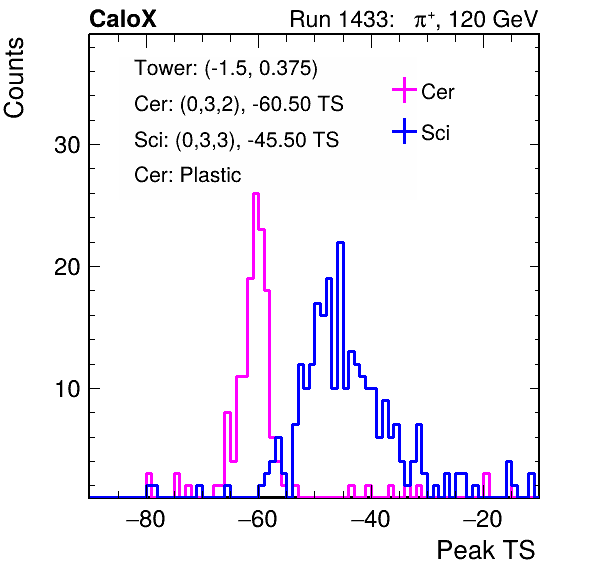 CaloX Run 1433: π⁺, 120 GeV
Counts
Tower: (-1.5, 0.375)
Cer: (0,3,2), -60.50 TS
Sci: (0,3,3), -45.50 TS
Cer: Plastic
Cer
Sci
30
20
10
−80 −60 −40 −20
Peak TS